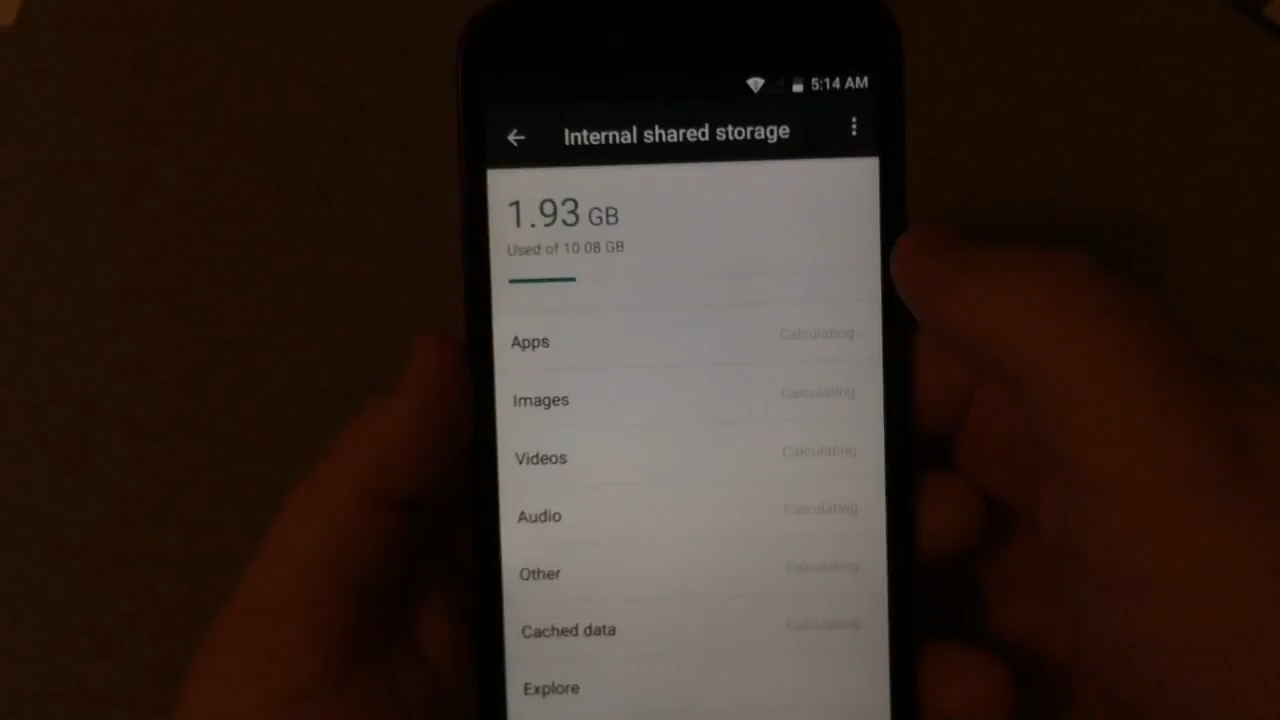 5:14 AM
Internal shared storage
1.93 GB
Used of 10.08 GB
Apps Calculating...
Images Calculating...
Videos Calculating...
Audio Calculating...
Other Calculating...
Cached data Calculating...
Explore